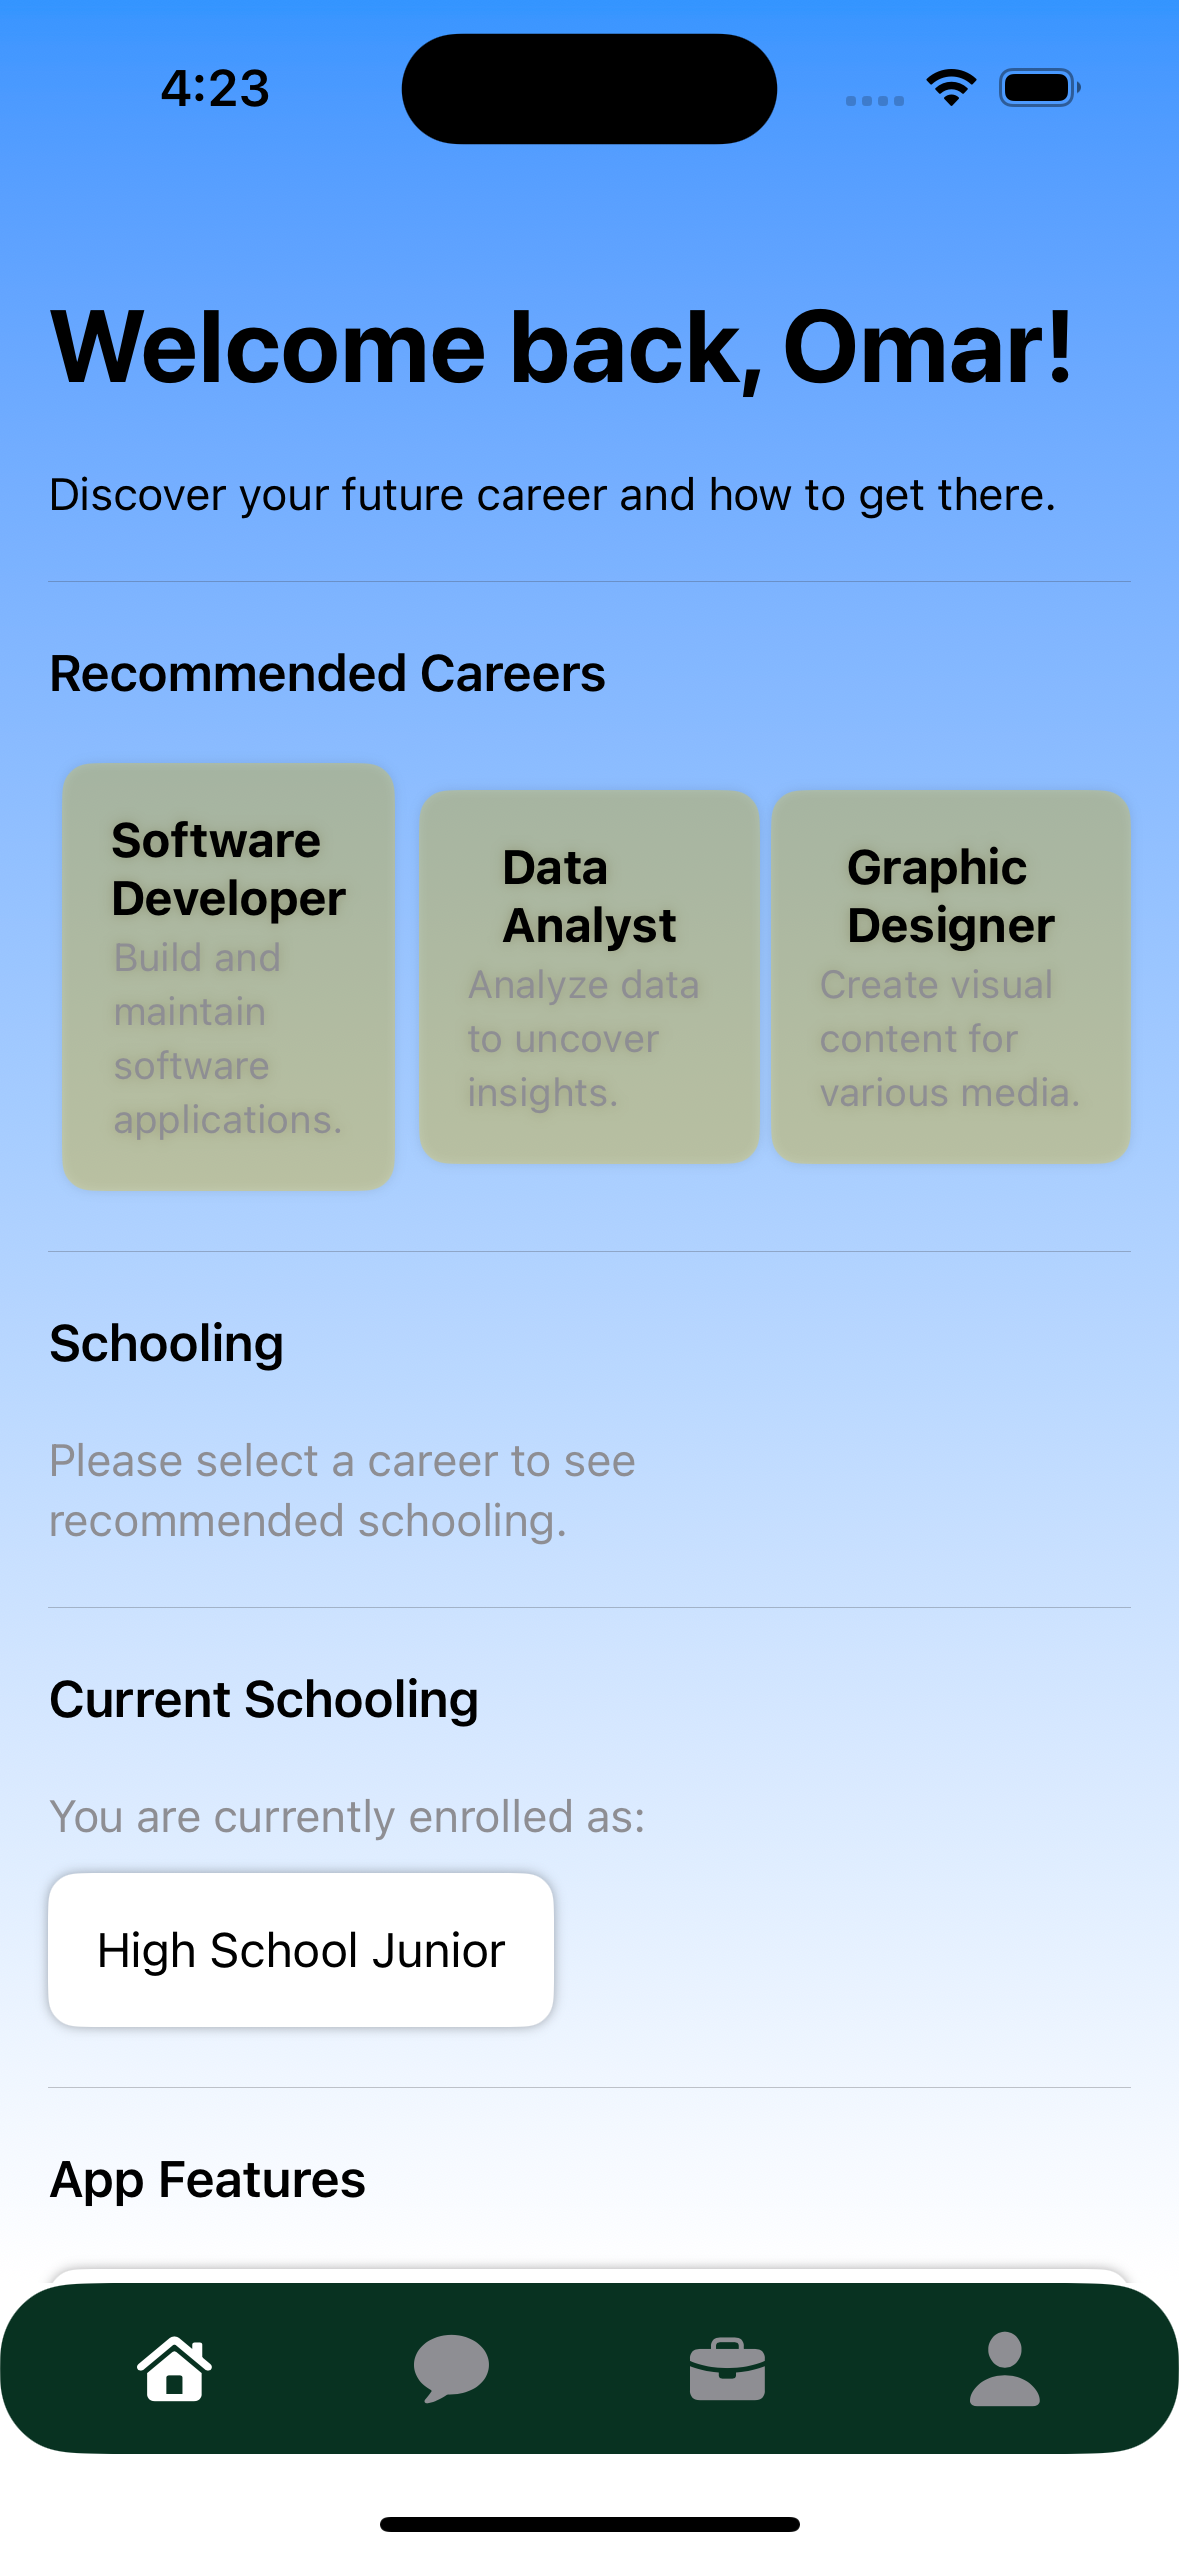 4:23
Welcome back, Omar!
Discover your future career and how to get there.
Recommended Careers
Software
Developer
Build and
maintain
software
applications.
Data
Analyst
Analyze data
to uncover
insights.
Graphic
Designer
Create visual
content for
various media.
Schooling
Please select a career to see
recommended schooling.
Current Schooling
You are currently enrolled as:
High School Junior
App Features